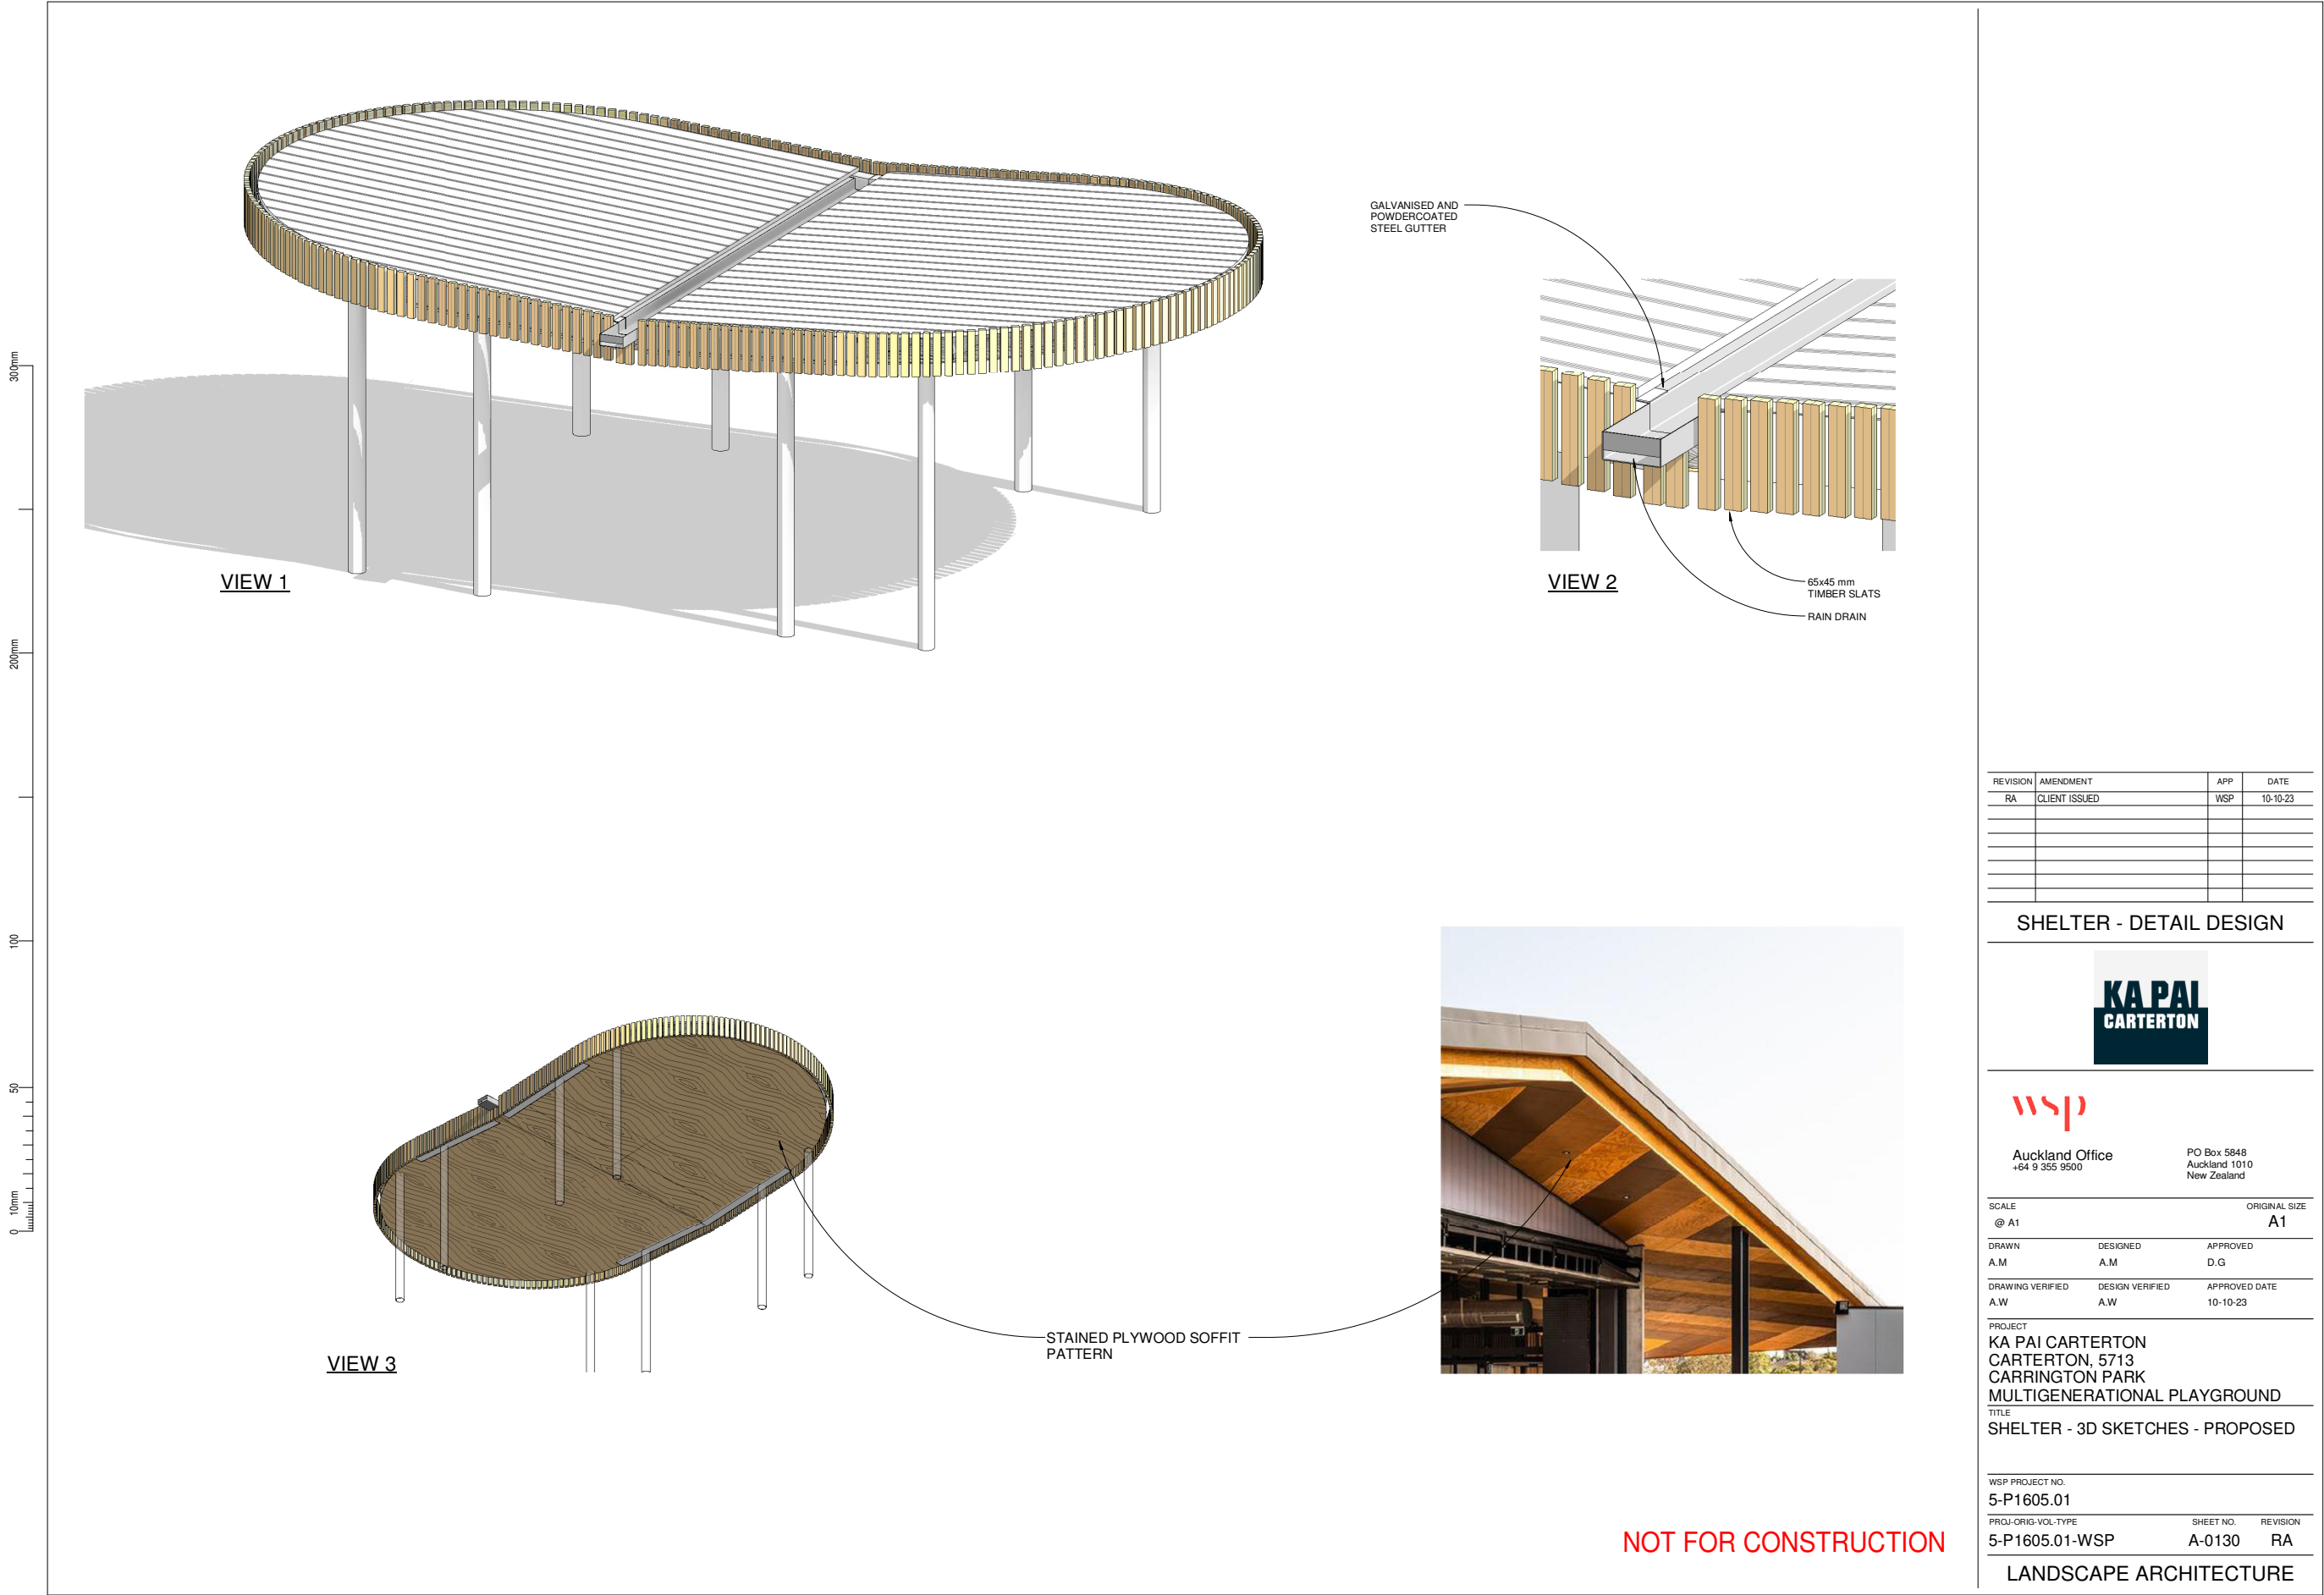 GALVANISED AND
POWDERCOATED
STEEL GUTTER
VIEW 1
VIEW 2
65x45 mm
TIMBER SLATS
RAIN DRAIN
300mm
200mm
100
50
10mm
0
VIEW 3
STAINED PLYWOOD SOFFIT
PATTERN
NOT FOR CONSTRUCTION
REVISION AMENDMENT APP DATE
RA CLIENT ISSUED WSP 10-10-23
SHELTER - DETAIL DESIGN
KA PAI
CARTERTON
wsp
Auckland Office
+64 9 355 9500
PO Box 5848
Auckland 1010
New Zealand
SCALE ORIGINAL SIZE
@ A1 A1
DRAWN DESIGNED APPROVED
A.M A.M D.G
DRAWING VERIFIED DESIGN VERIFIED APPROVED DATE
A.W A.W 10-10-23
PROJECT
KA PAI CARTERTON
CARTERTON, 5713
CARRINGTON PARK
MULTIGENERATIONAL PLAYGROUND
TITLE
SHELTER - 3D SKETCHES - PROPOSED
WSP PROJECT NO.
5-P1605.01
PROJ-ORIG-VOL-TYPE SHEET NO. REVISION
5-P1605.01-WSP A-0130 RA
LANDSCAPE ARCHITECTURE